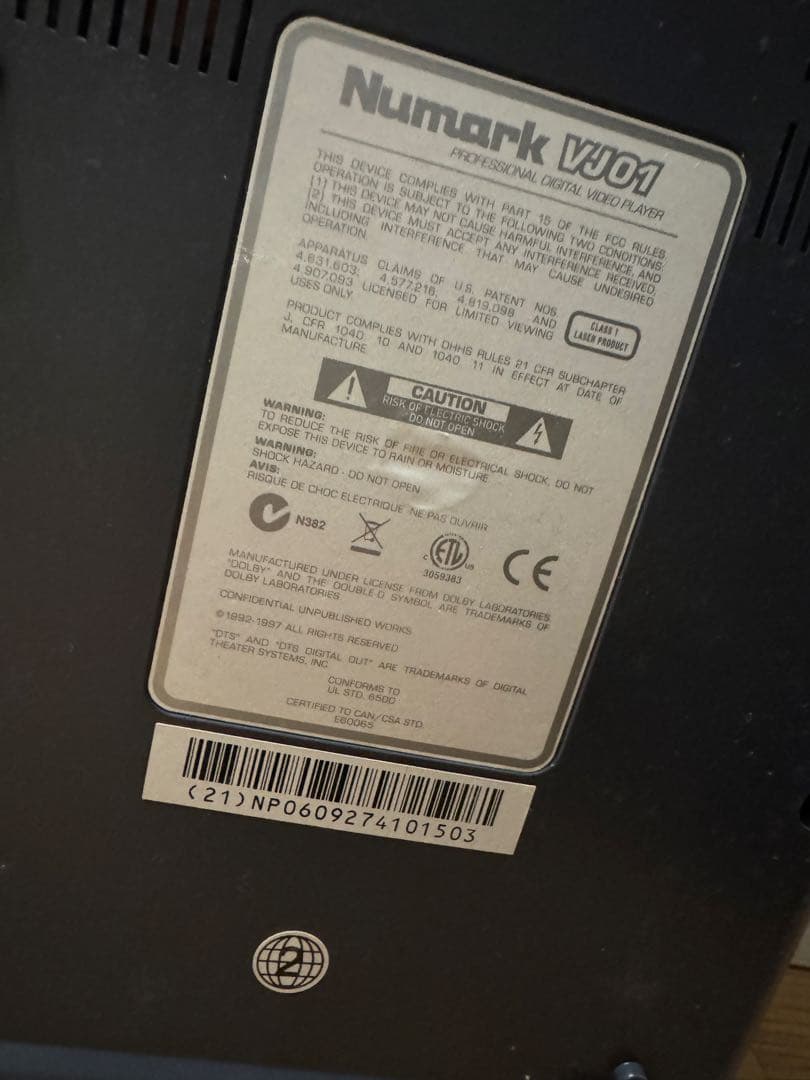 Numark VJ01
PROFESSIONAL DIGITAL VIDEO PLAYER
THIS DEVICE COMPLIES WITH PART 15 OF THE FCC RULES
OPERATION IS SUBJECT TO THE FOLLOWING TWO CONDITIONS:
[1] THIS DEVICE MAY NOT CAUSE HARMFUL INTERFERENCE, AND
[2] THIS DEVICE MUST ACCEPT ANY INTERFERENCE RECEIVED,
INCLUDING INTERFERENCE THAT MAY CAUSE UNDESIRED
OPERATION
APPARATUS CLAIMS OF U.S. PATENT NOS
4,631,603; 4,577,216, 4,819,098 AND
4,907,093 LICENSED FOR LIMITED VIEWING
USES ONLY
CLASS 1
LASER PRODUCT
PRODUCT COMPLIES WITH DHHS RULES 21 CFR SUBCHAPTER
J, CFR 1040. 10 AND 1040. 11 IN EFFECT AT DATE OF
MANUFACTURE
CAUTION
RISK OF ELECTRIC SHOCK
DO NOT OPEN
WARNING:
TO REDUCE THE RISK OF FIRE OR ELECTRICAL SHOCK, DO NOT
EXPOSE THIS DEVICE TO RAIN OR MOISTURE
WARNING:
SHOCK HAZARD - DO NOT OPEN
AVIS:
RISQUE DE CHOC ELECTRIQUE NE PAS OUVRIR
N382
C ETL US
3059383
CE
MANUFACTURED UNDER LICENSE FROM DOLBY LABORATORIES.
"DOLBY" AND THE DOUBLE-D SYMBOL ARE TRADEMARKS OF
DOLBY LABORATORIES
CONFIDENTIAL UNPUBLISHED WORKS
©1992-1997 ALL RIGHTS RESERVED
"DTS" AND "DTS DIGITAL OUT" ARE TRADEMARKS OF DIGITAL
THEATER SYSTEMS, INC
CONFORMS TO
UL STD. 6500
CERTIFIED TO CAN/CSA STD.
E60065
(21)NP0609274101503
2